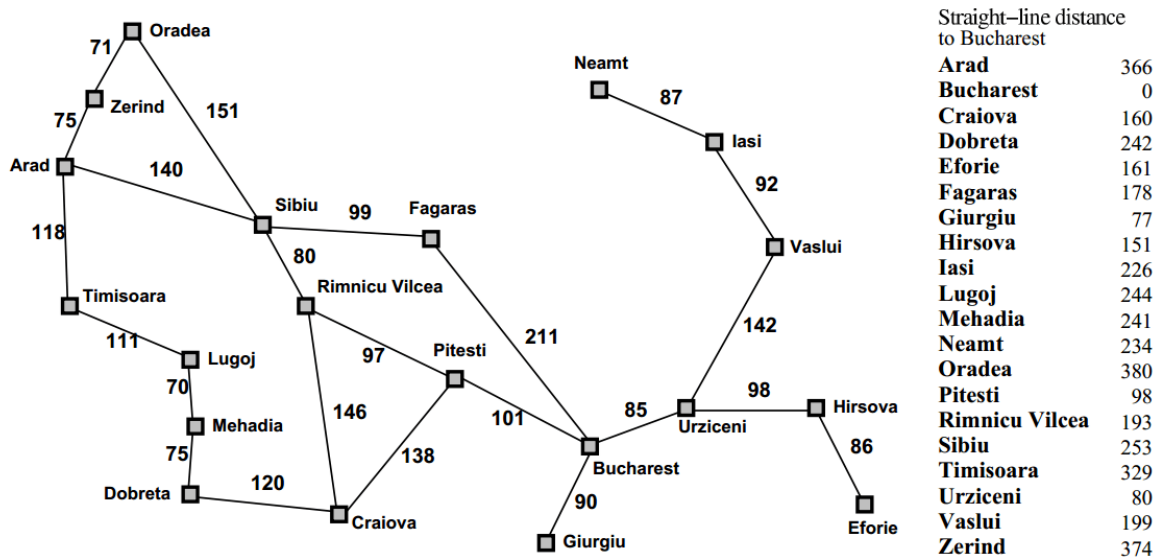 Oradea
71
Neamt
Zerind
87
151
75
Iasi
Arad
140
92
Sibiu
99
Fagaras
118
80
Vaslui
Rimnicu Vilcea
Timisoara
142
111
211
Pitesti
Lugoj
97
70
98
Hirsova
146
101
85
Urziceni
Mehadia
86
75
138
Bucharest
120
Dobreta
90
Craiova
Eforie
Giurgiu
Straight–line distance
to Bucharest
Arad 366
Bucharest 0
Craiova 160
Dobreta 242
Eforie 161
Fagaras 178
Giurgiu 77
Hirsova 151
Iasi 226
Lugoj 244
Mehadia 241
Neamt 234
Oradea 380
Pitesti 98
Rimnicu Vilcea 193
Sibiu 253
Timisoara 329
Urziceni 80
Vaslui 199
Zerind 374